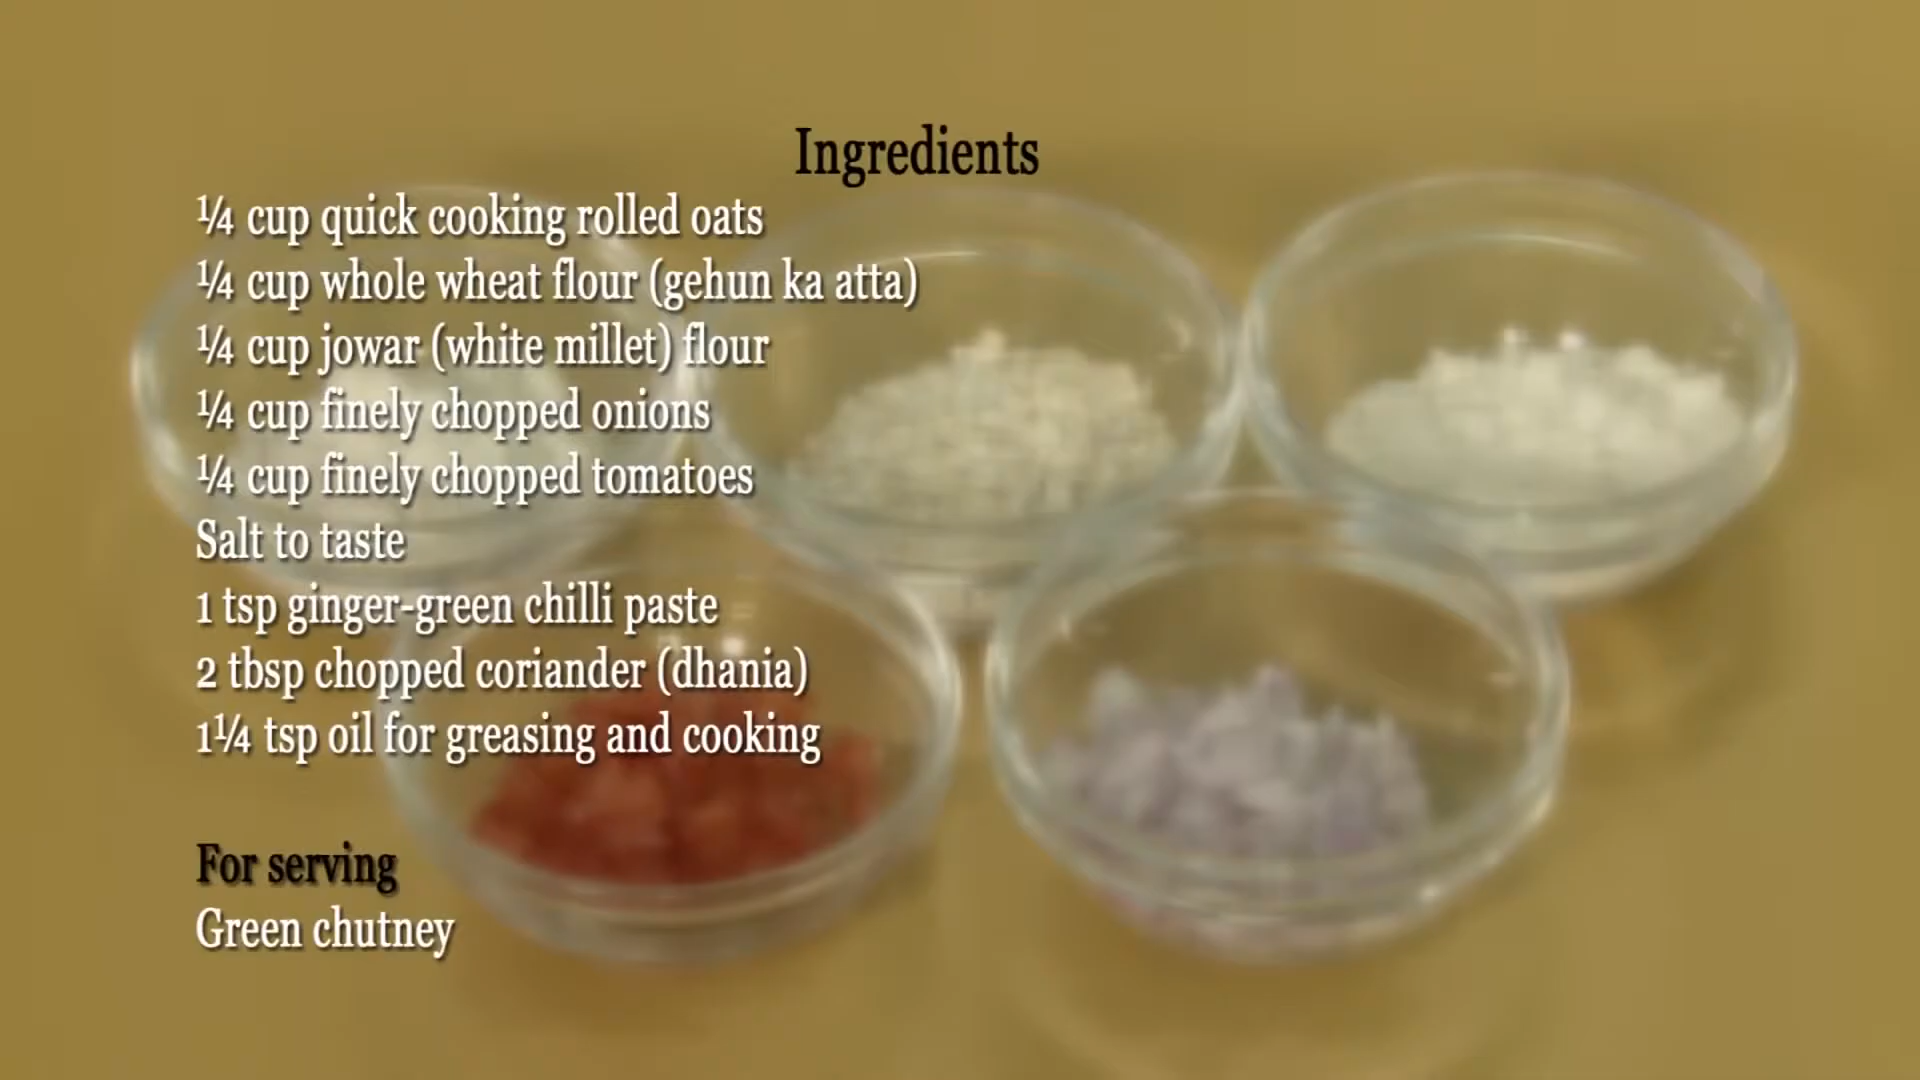 Ingredients
¼ cup quick cooking rolled oats
¼ cup whole wheat flour (gehun ka atta)
¼ cup jowar (white millet) flour
¼ cup finely chopped onions
¼ cup finely chopped tomatoes
Salt to taste
1 tsp ginger-green chilli paste
2 tbsp chopped coriander (dhania)
1¼ tsp oil for greasing and cooking
For serving
Green chutney